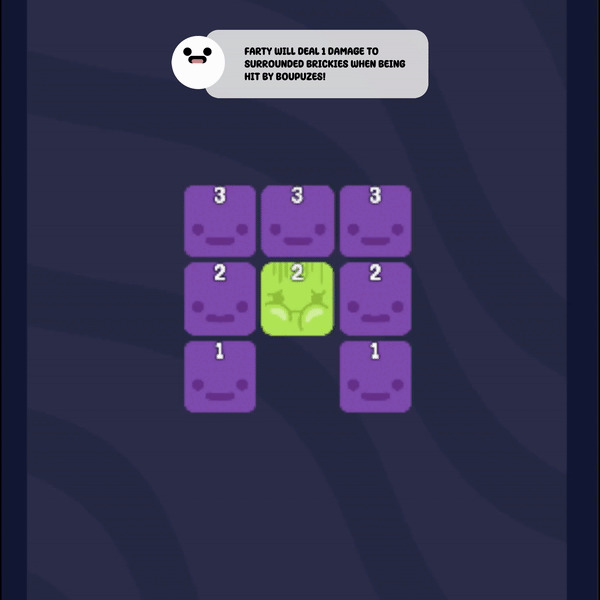 FARTY WILL DEAL 1 DAMAGE TO
SURROUNDED BRICKIES WHEN BEING
HIT BY BOUPUZES!
3 3 3
2 2 2
1 1